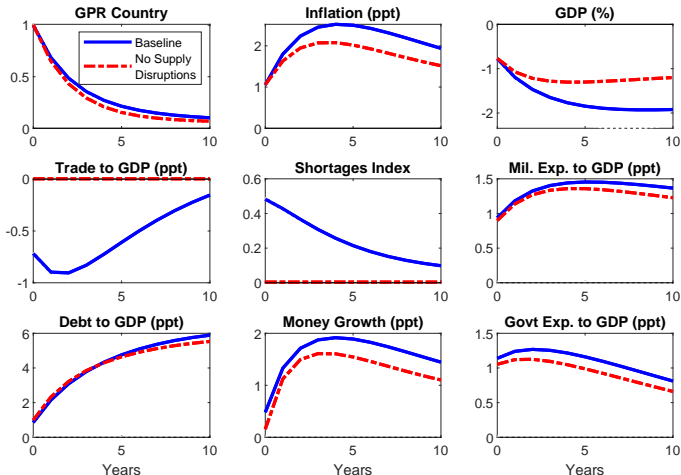 GPR Country
Inflation (ppt)
GDP (%)
1
0.5
0
0 5 10
Baseline
No Supply
Disruptions
2
1
0
0 5 10
0
-1
-2
0 5 10
Trade to GDP (ppt)
Shortages Index
Mil. Exp. to GDP (ppt)
0
-0.5
-1
0 5 10
0.6
0.4
0.2
0
0 5 10
1.5
1
0.5
0
0 5 10
Debt to GDP (ppt)
Money Growth (ppt)
Govt Exp. to GDP (ppt)
6
4
2
0
0 5 10
2
1
0
0 5 10
1.5
1
0.5
0
0 5 10
Years
Years
Years